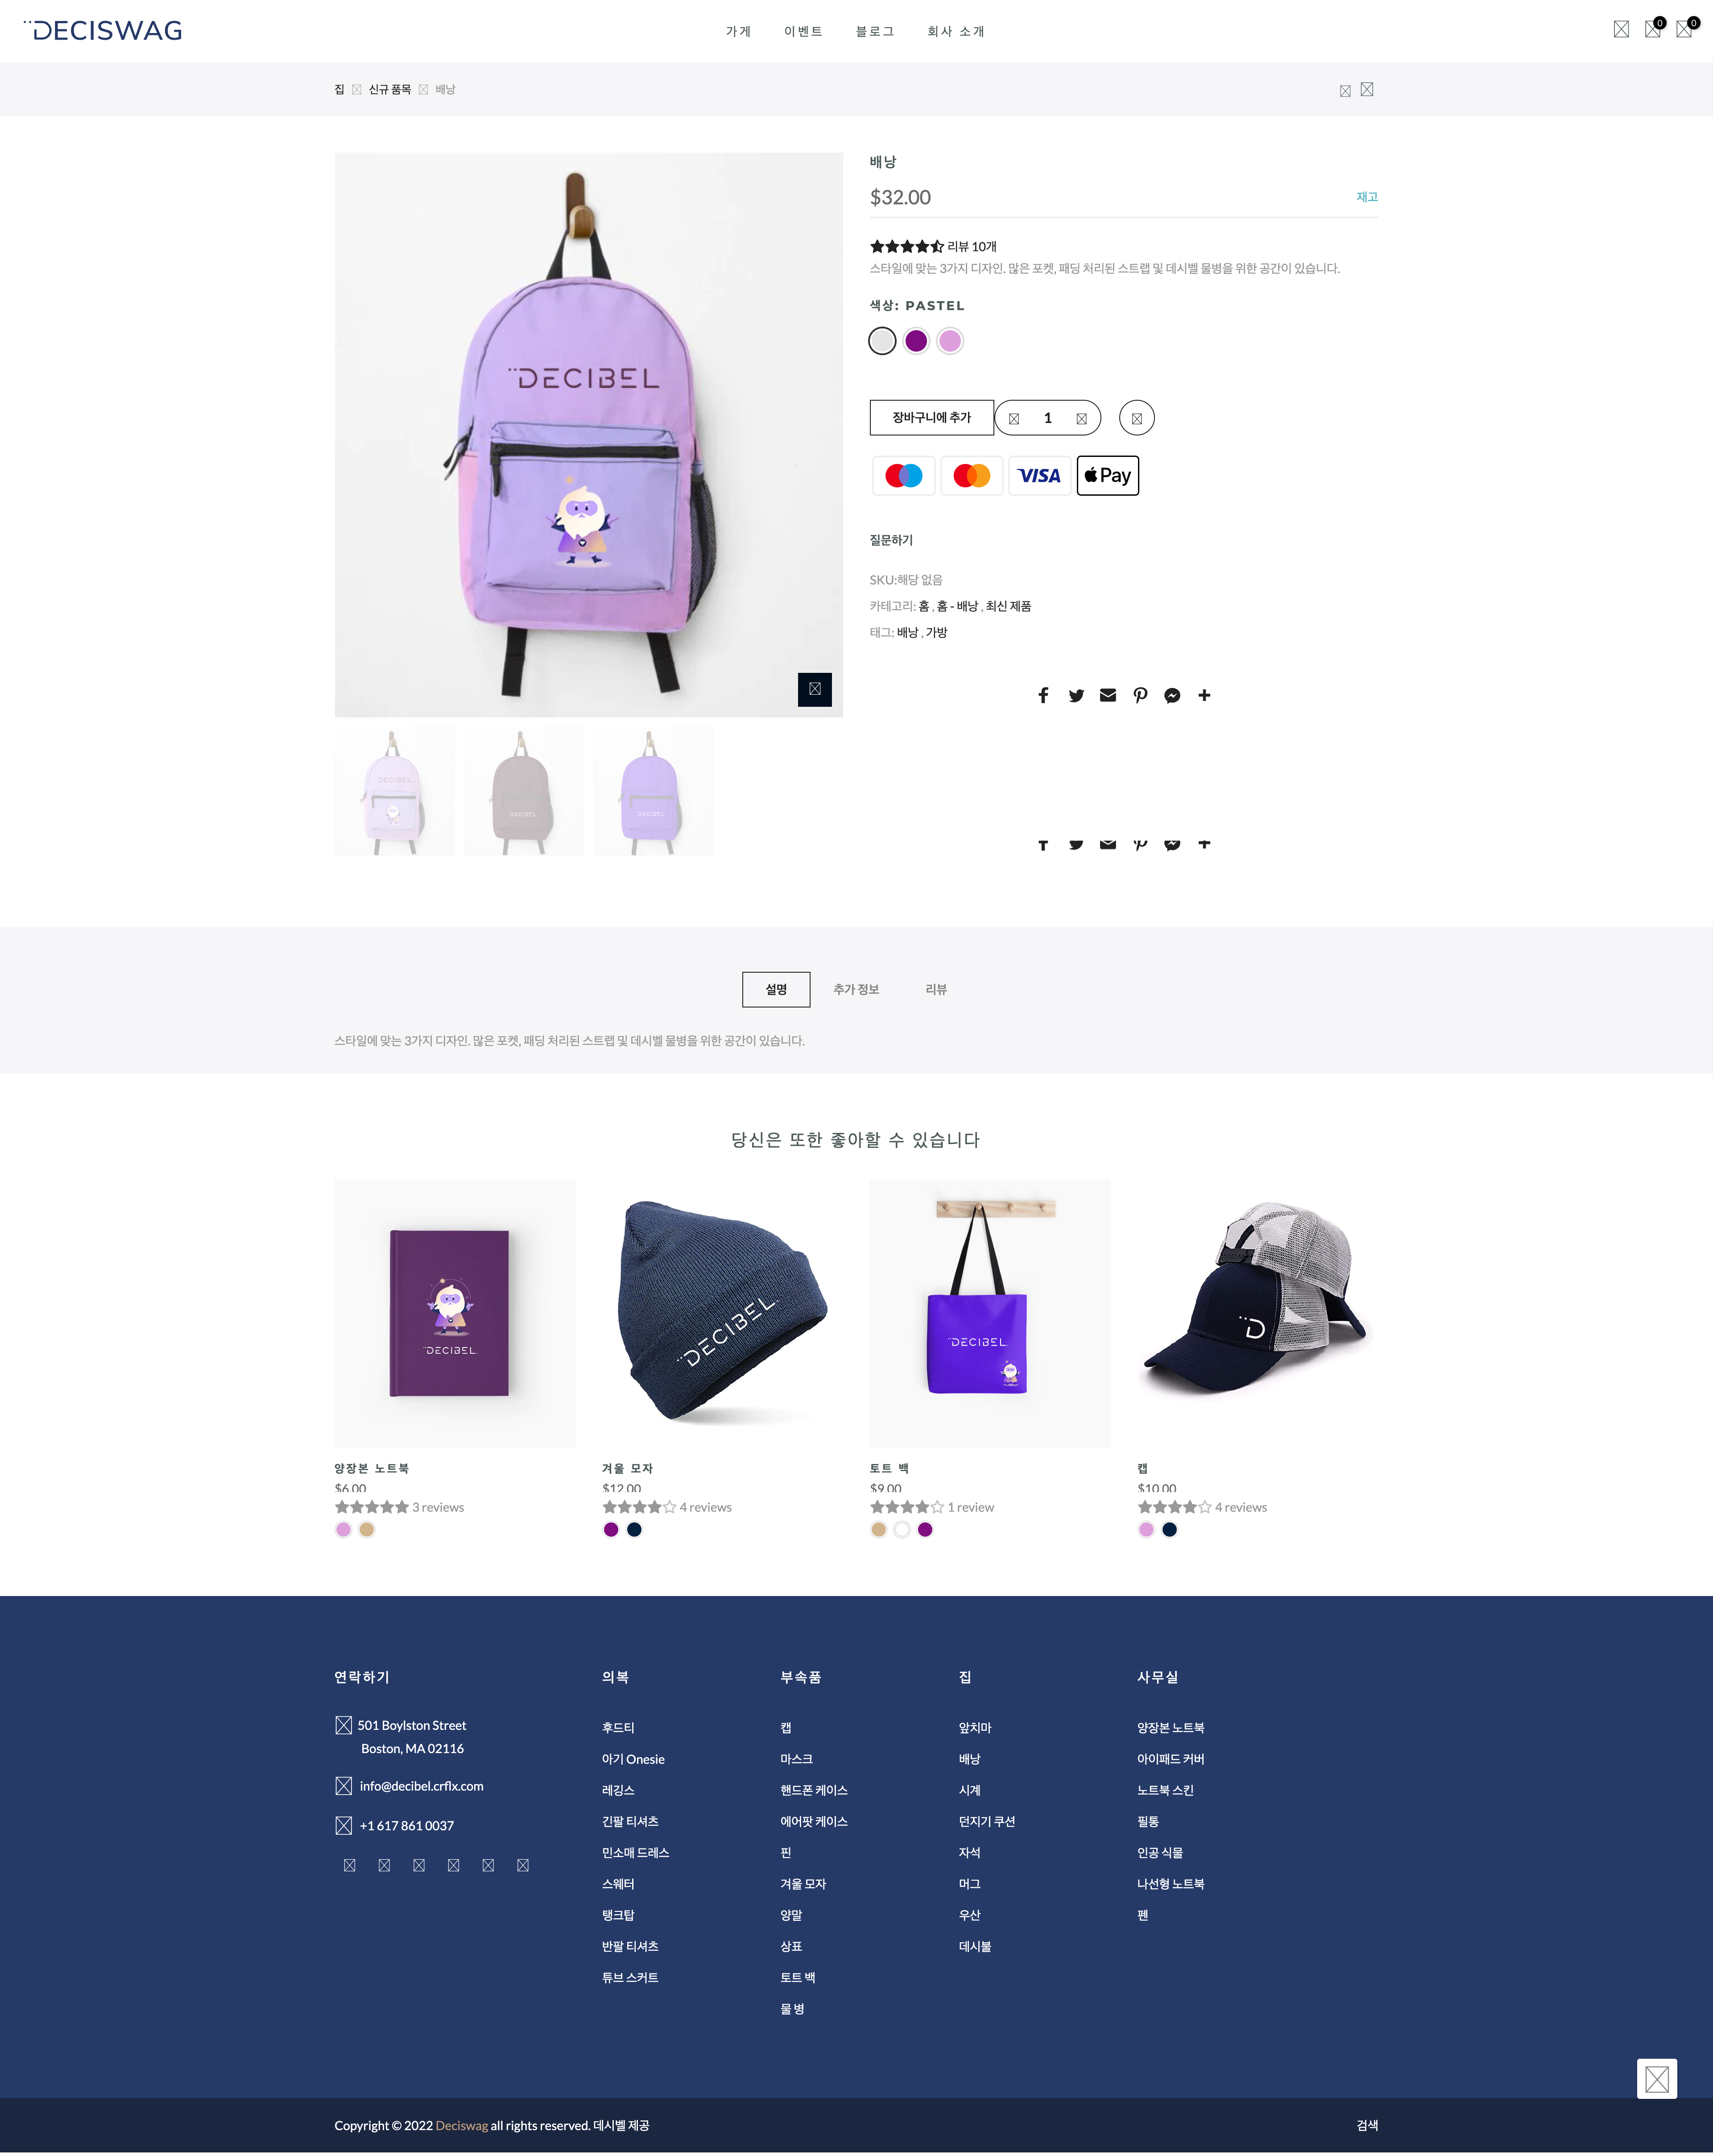 DECISWAG
가게 이벤트 블로그 회사 소개
0 0
집 신규 품목 배낭
배낭
$32.00 재고
리뷰 10개
스타일에 맞는 3가지 디자인. 많은 포켓, 패딩 처리된 스트랩 및 데시벨 물병을 위한 공간이 있습니다.
색상: PASTEL
장바구니에 추가 1
VISA Pay
질문하기
SKU:해당 없음
카테고리: 홈 , 홈 - 배낭 , 최신 제품
태그: 배낭 , 가방
DECIBEL
DECIBEL
DECIBEL
DECIBEL
설명 추가 정보 리뷰
스타일에 맞는 3가지 디자인. 많은 포켓, 패딩 처리된 스트랩 및 데시벨 물병을 위한 공간이 있습니다.
당신은 또한 좋아할 수 있습니다
DECIBEL
DECIBEL
DECIBEL
D
양장본 노트북
$6.00
3 reviews
겨울 모자
$12.00
4 reviews
토트 백
$9.00
1 review
캡
$10.00
4 reviews
연락하기
501 Boylston Street
Boston, MA 02116
info@decibel.crflx.com
+1 617 861 0037
의복
후드티
아기 Onesie
레깅스
긴팔 티셔츠
민소매 드레스
스웨터
탱크탑
반팔 티셔츠
튜브 스커트
부속품
캡
마스크
핸드폰 케이스
에어팟 케이스
핀
겨울 모자
양말
상표
토트 백
물 병
집
앞치마
배낭
시계
던지기 쿠션
자석
머그
우산
데시불
사무실
양장본 노트북
아이패드 커버
노트북 스킨
필통
인공 식물
나선형 노트북
펜
Copyright © 2022 Deciswag all rights reserved. 데시벨 제공
검색